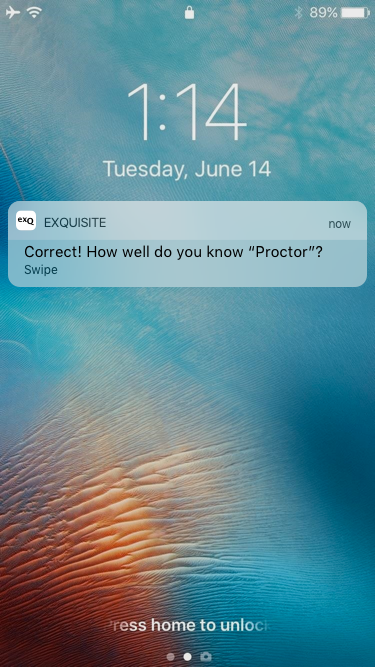 89%
1:14
Tuesday, June 14
exQ EXQUISITE now
Correct! How well do you know “Proctor”?
Swipe
ress home to unloc